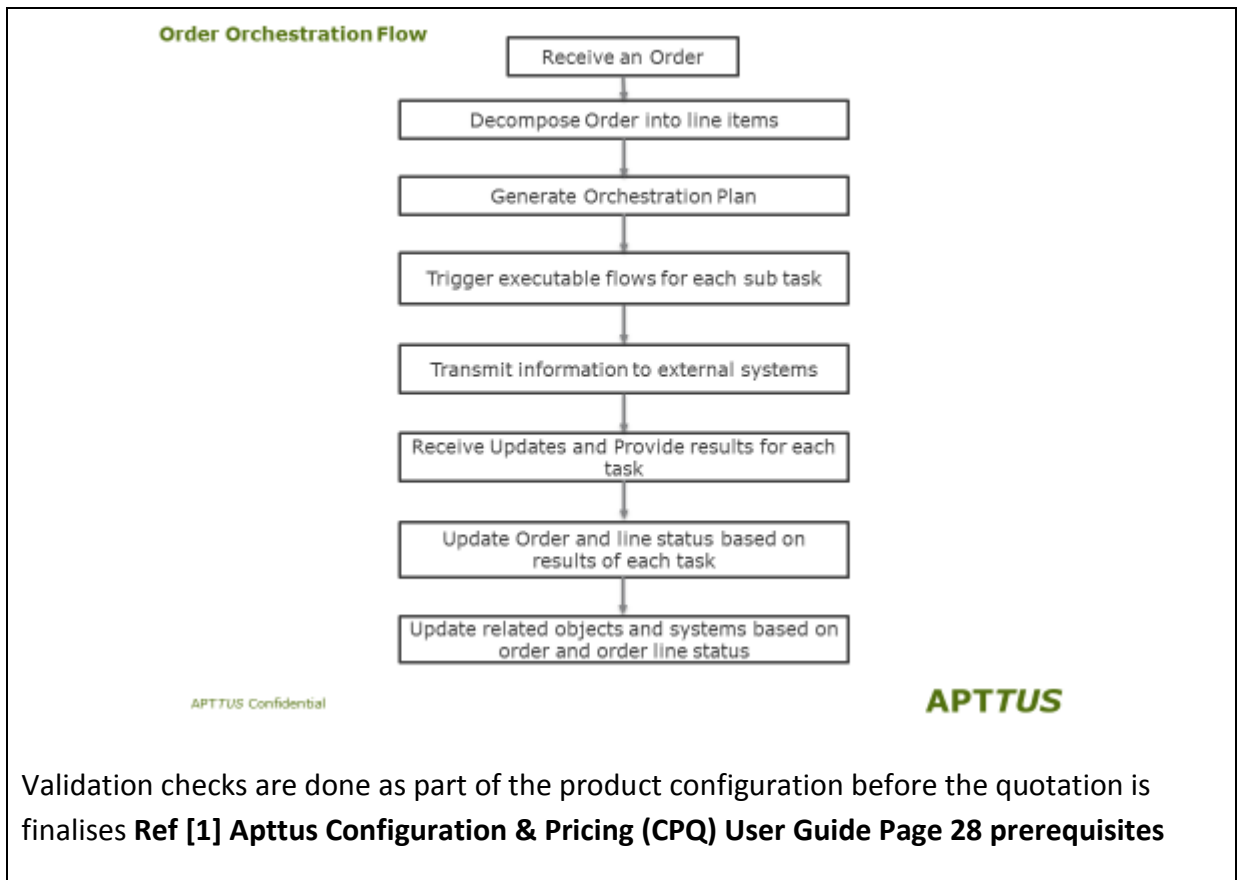 Order Orchestration Flow
Receive an Order
Decompose Order into line items
Generate Orchestration Plan
Trigger executable flows for each sub task
Transmit information to external systems
Receive Updates and Provide results for each
task
Update Order and line status based on
results of each task
Update related objects and systems based on
order and order line status
APTTUS Confidential
APTTUS
Validation checks are done as part of the product configuration before the quotation is
finalises Ref [1] Apttus Configuration & Pricing (CPQ) User Guide Page 28 prerequisites